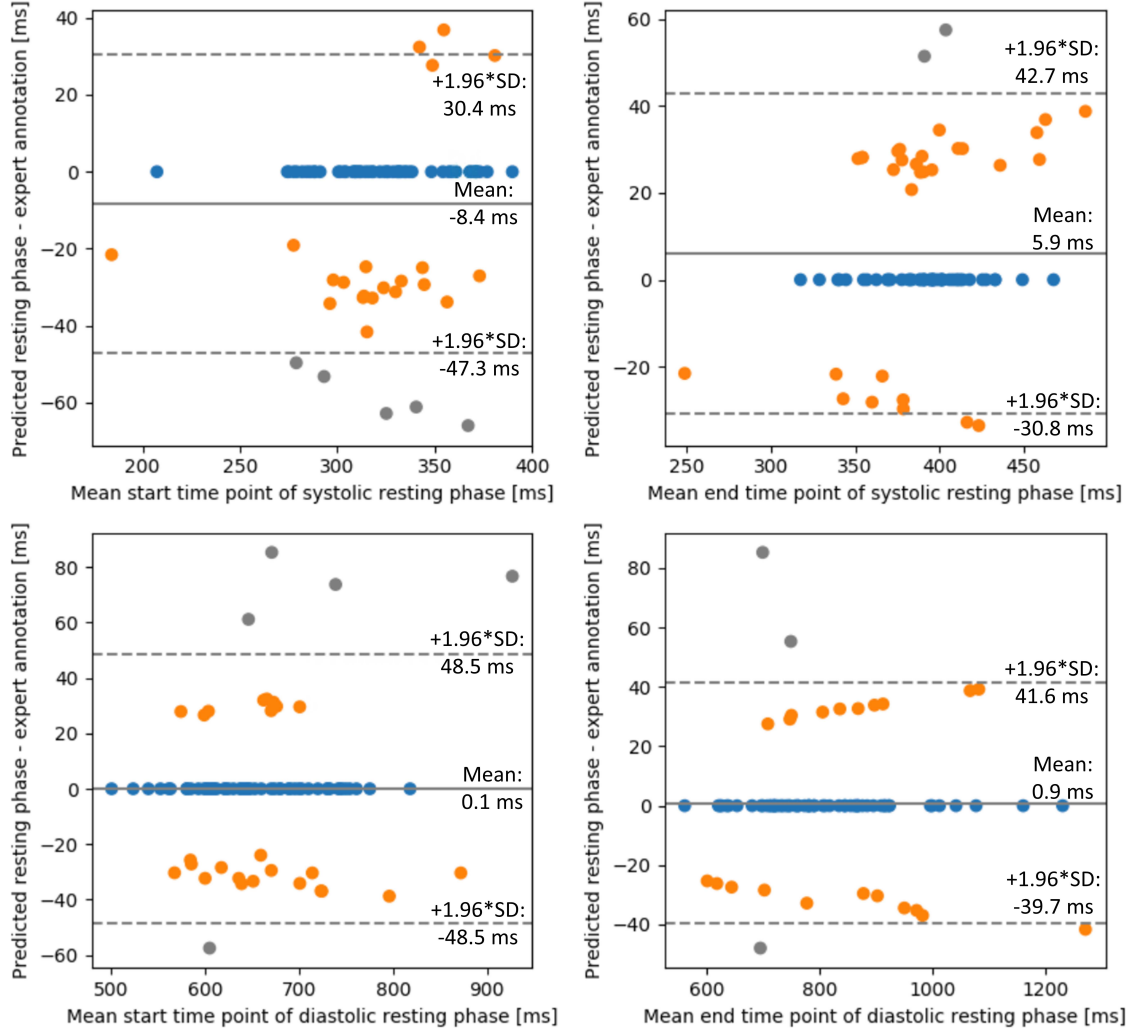 Predicted resting phase - expert annotation [ms]
40
20
0
−20
−40
−60
+1.96*SD:
30.4 ms
Mean:
-8.4 ms
+1.96*SD:
-47.3 ms
200
250
300
350
400
Mean start time point of systolic resting phase [ms]
Predicted resting phase - expert annotation [ms]
60
40
20
0
−20
+1.96*SD:
42.7 ms
Mean:
5.9 ms
+1.96*SD:
-30.8 ms
250
300
350
400
450
Mean end time point of systolic resting phase [ms]
Predicted resting phase - expert annotation [ms]
80
60
40
20
0
−20
−40
−60
+1.96*SD:
48.5 ms
Mean:
0.1 ms
+1.96*SD:
-48.5 ms
500
600
700
800
900
Mean start time point of diastolic resting phase [ms]
Predicted resting phase - expert annotation [ms]
80
60
40
20
0
−20
−40
+1.96*SD:
41.6 ms
Mean:
0.9 ms
+1.96*SD:
-39.7 ms
600
800
1000
1200
Mean end time point of diastolic resting phase [ms]